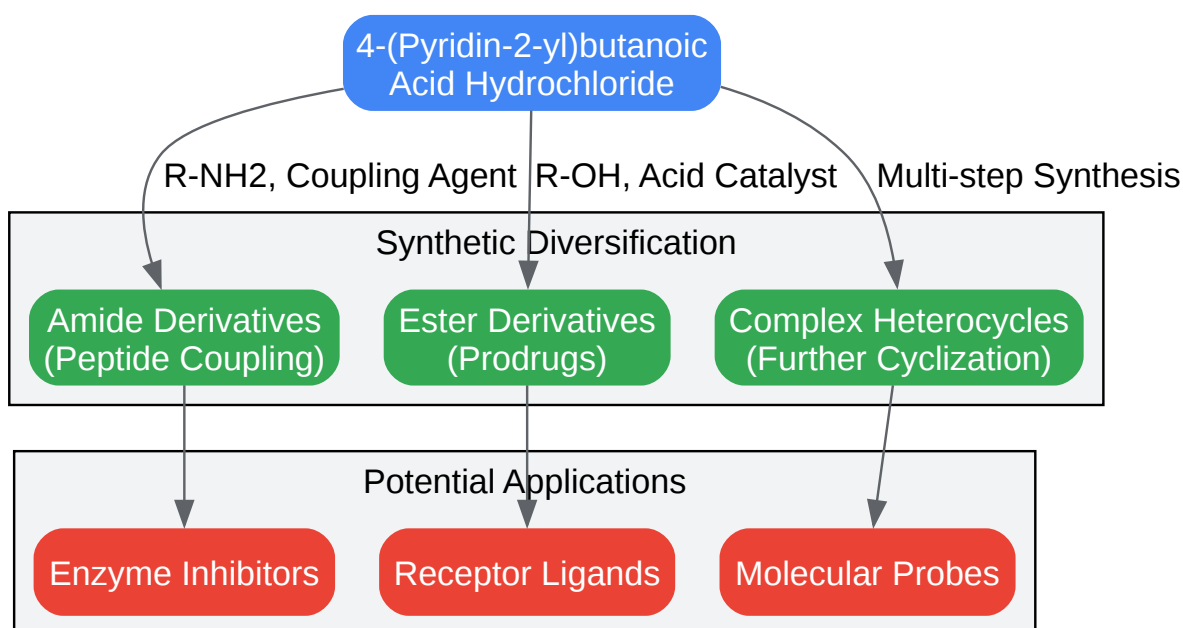 4-(Pyridin-2-yl)butanoic
Acid Hydrochloride
R-NH2, Coupling Agent
R-OH, Acid Catalyst
Multi-step Synthesis
Synthetic Diversification
Amide Derivatives
(Peptide Coupling)
Ester Derivatives
(Prodrugs)
Complex Heterocycles
(Further Cyclization)
Potential Applications
Enzyme Inhibitors
Receptor Ligands
Molecular Probes